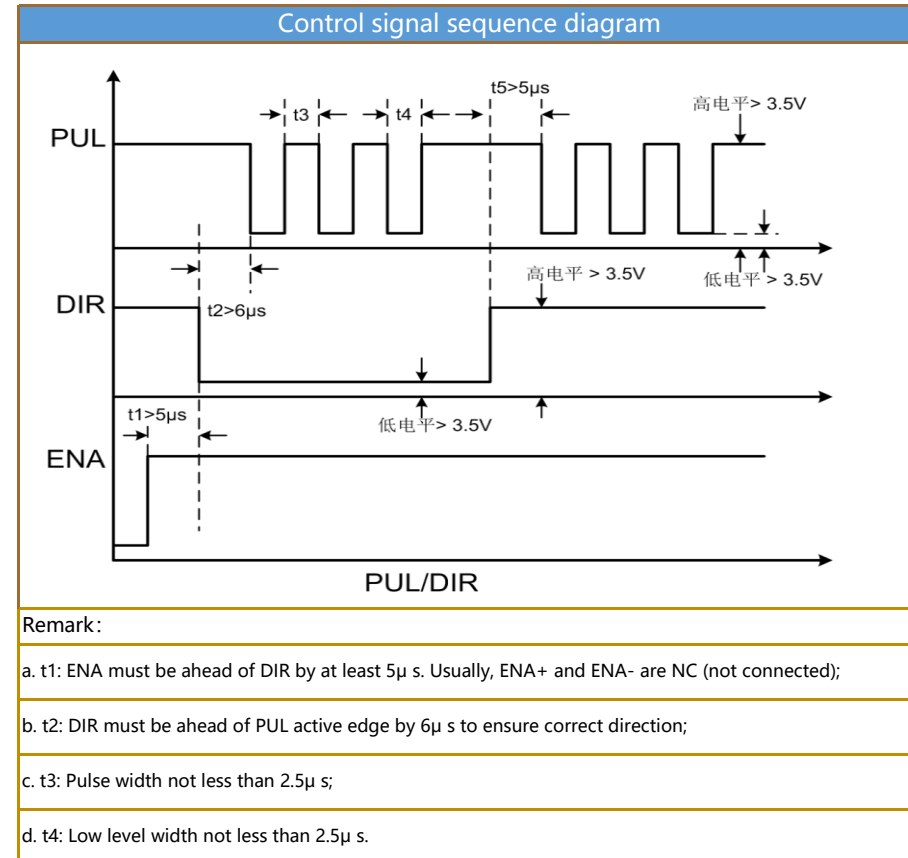 Control signal sequence diagram
t5>5μs
高电平> 3.5V
t3
t4
PUL
高电平 > 3.5V
低电平 > 3.5V
DIR
t2>6μs
t1>5μs
低电平> 3.5V
ENA
PUL/DIR
Remark：
a. t1: ENA must be ahead of DIR by at least 5μ s. Usually, ENA+ and ENA- are NC (not connected);
b. t2: DIR must be ahead of PUL active edge by 6μ s to ensure correct direction;
c. t3: Pulse width not less than 2.5μ s;
d. t4: Low level width not less than 2.5μ s.